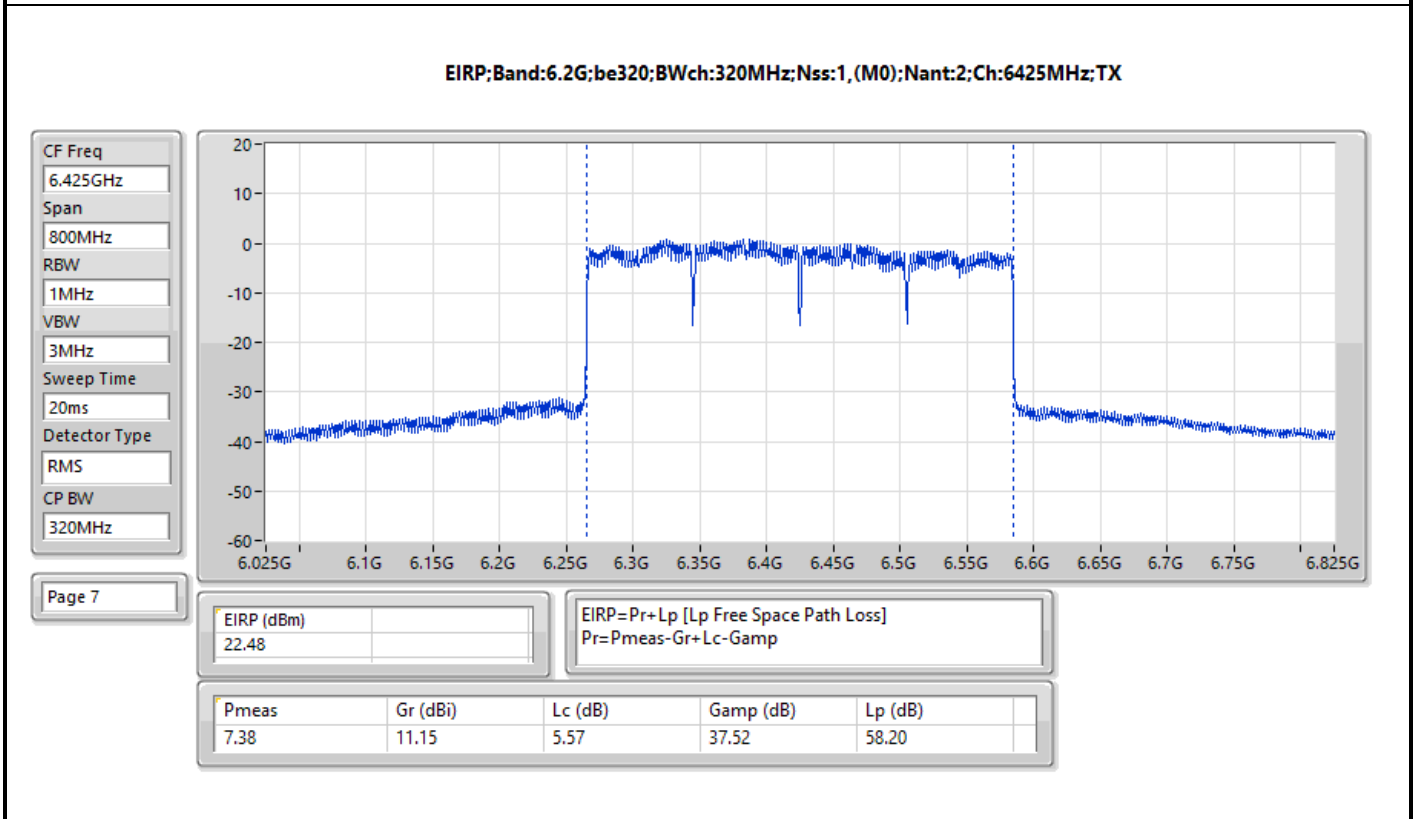 EIRP;Band:6.2G;be320;BWch:320MHz;Nss:1,(M0);Nant:2;Ch:6425MHz;TX
CF Freq
6.425GHz
Span
800MHz
RBW
1MHz
VBW
3MHz
Sweep Time
20ms
Detector Type
RMS
CP BW
320MHz
Page 7
20
10
0
-10
-20
-30
-40
-50
-60
6.025G 6.1G 6.15G 6.2G 6.25G 6.3G 6.35G 6.4G 6.45G 6.5G 6.55G 6.6G 6.65G 6.7G 6.75G 6.825G
EIRP (dBm)
22.48
EIRP=Pr+Lp [Lp Free Space Path Loss]
Pr=Pmeas-Gr+Lc-Gamp
Pmeas Gr (dBi) Lc (dB) Gamp (dB) Lp (dB)
7.38 11.15 5.57 37.52 58.20